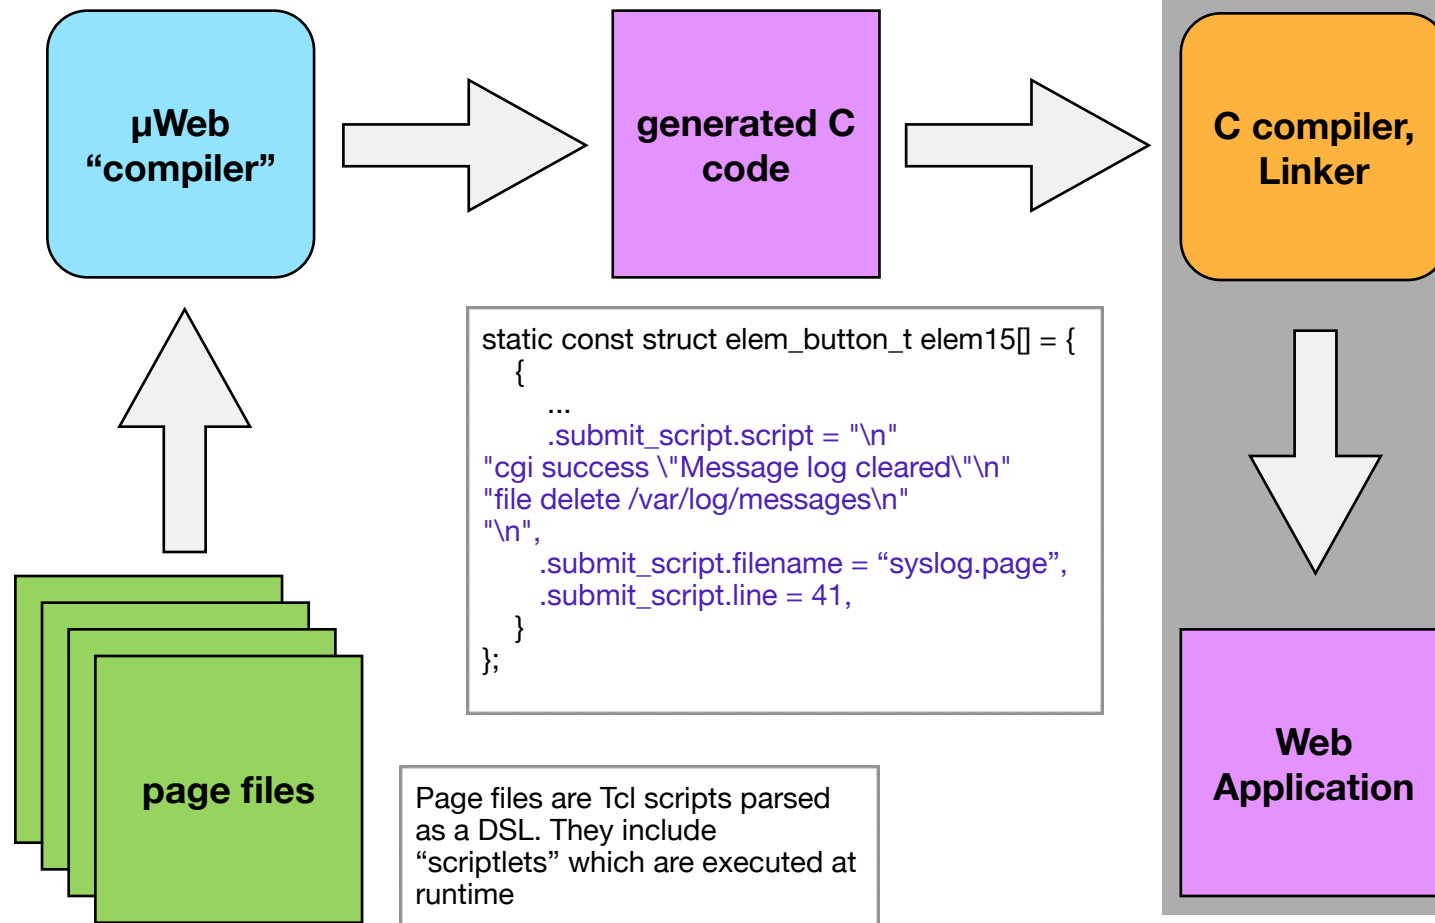 µWeb
“compiler”
generated C
code
C compiler,
Linker
static const struct elem_button_t elem15[] = {
{
...
.submit_script.script = "\n"
"cgi success \"Message log cleared\"\n"
"file delete /var/log/messages\n"
"\n",
.submit_script.filename = “syslog.page”,
.submit_script.line = 41,
}
};
page files
Page files are Tcl scripts parsed
as a DSL. They include
“scriptlets” which are executed at
runtime
Web
Application